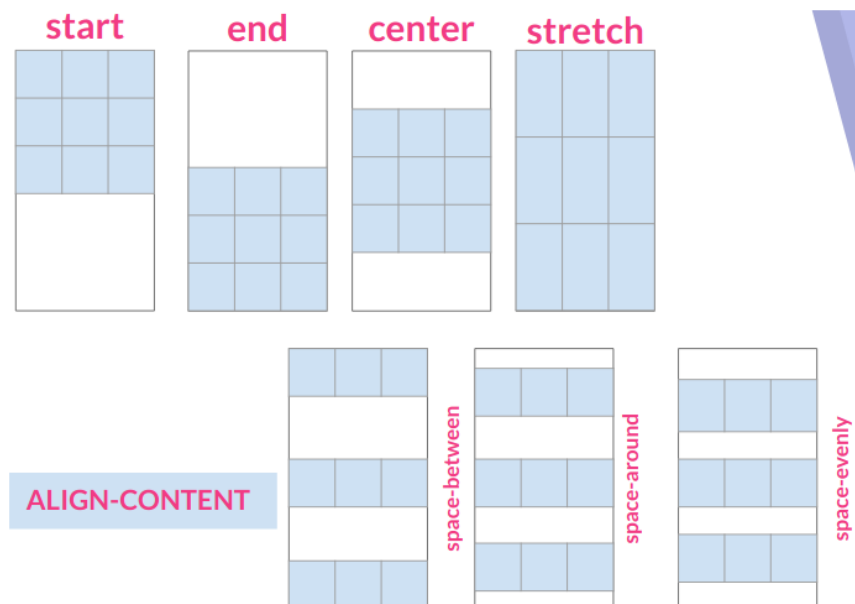 start
end
center
stretch
ALIGN-CONTENT
space-between
space-around
space-evenly